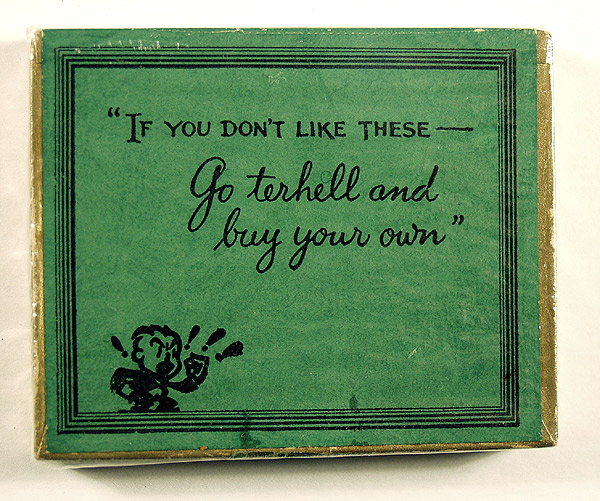 "IF YOU DON'T LIKE THESE—
Go terhell and
buy your own"